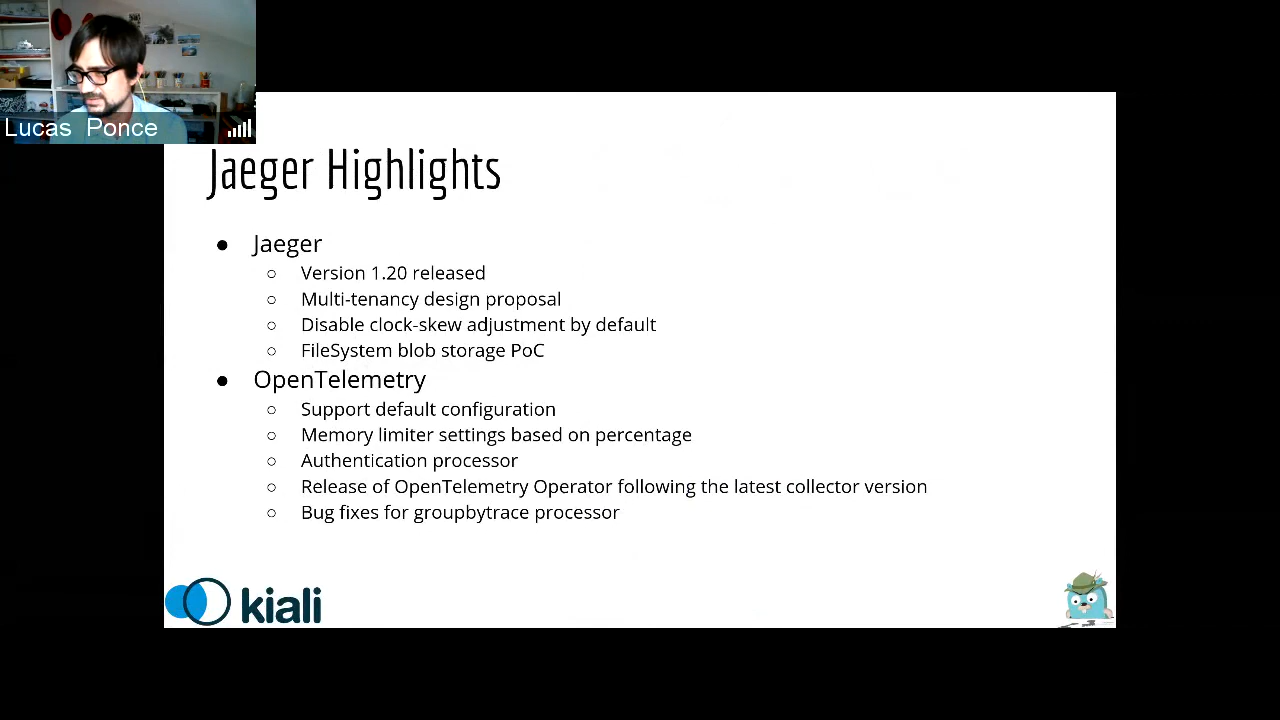 Lucas Ponce
Jaeger Highlights
● Jaeger
○ Version 1.20 released
○ Multi-tenancy design proposal
○ Disable clock-skew adjustment by default
○ FileSystem blob storage PoC
● OpenTelemetry
○ Support default configuration
○ Memory limiter settings based on percentage
○ Authentication processor
○ Release of OpenTelemetry Operator following the latest collector version
○ Bug fixes for groupbytrace processor
kiali